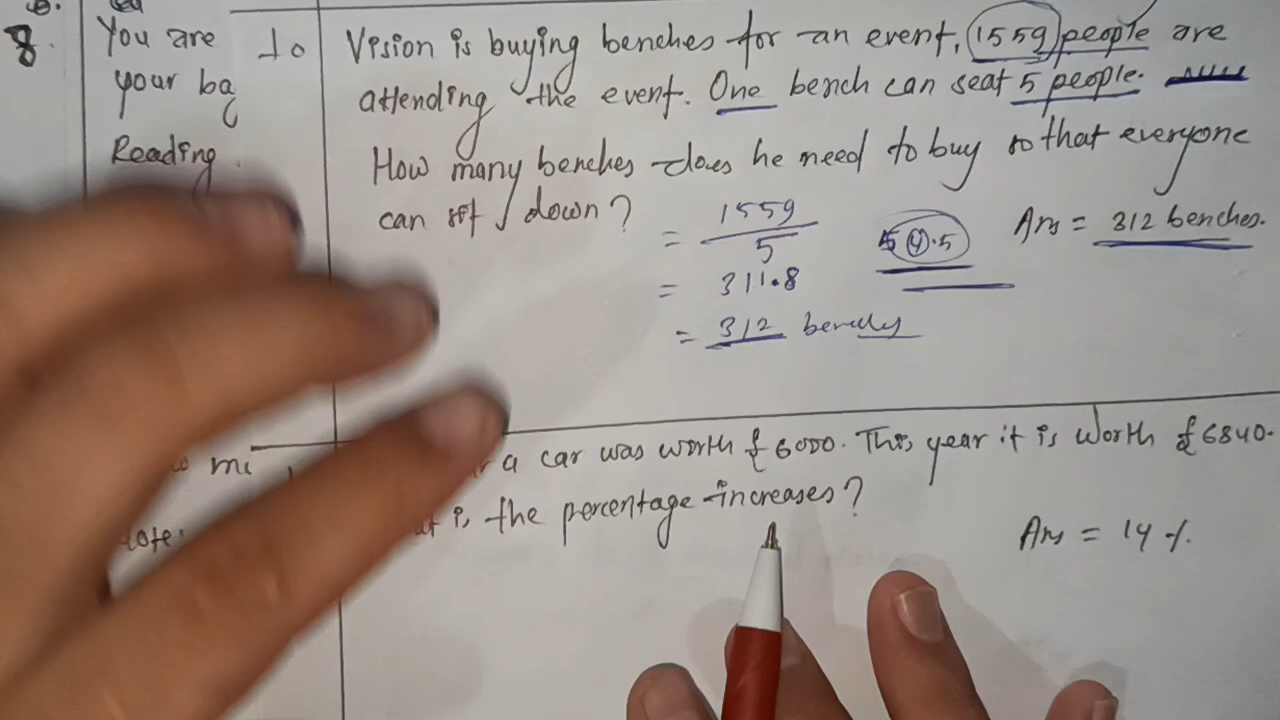 8.
You are to
your ba
Reading.
Vision is buying benches for an event. 1559 people are
attending the event. One bench can seat 5 people.
How many benches does he need to buy so that everyone
can sit down?
= 1559
5
= 311.8
= 312
4.5
Ans = 312 benches.
a car was worth £6000. This year it is worth £6840.
is the percentage increases?
Ans = 14 %.